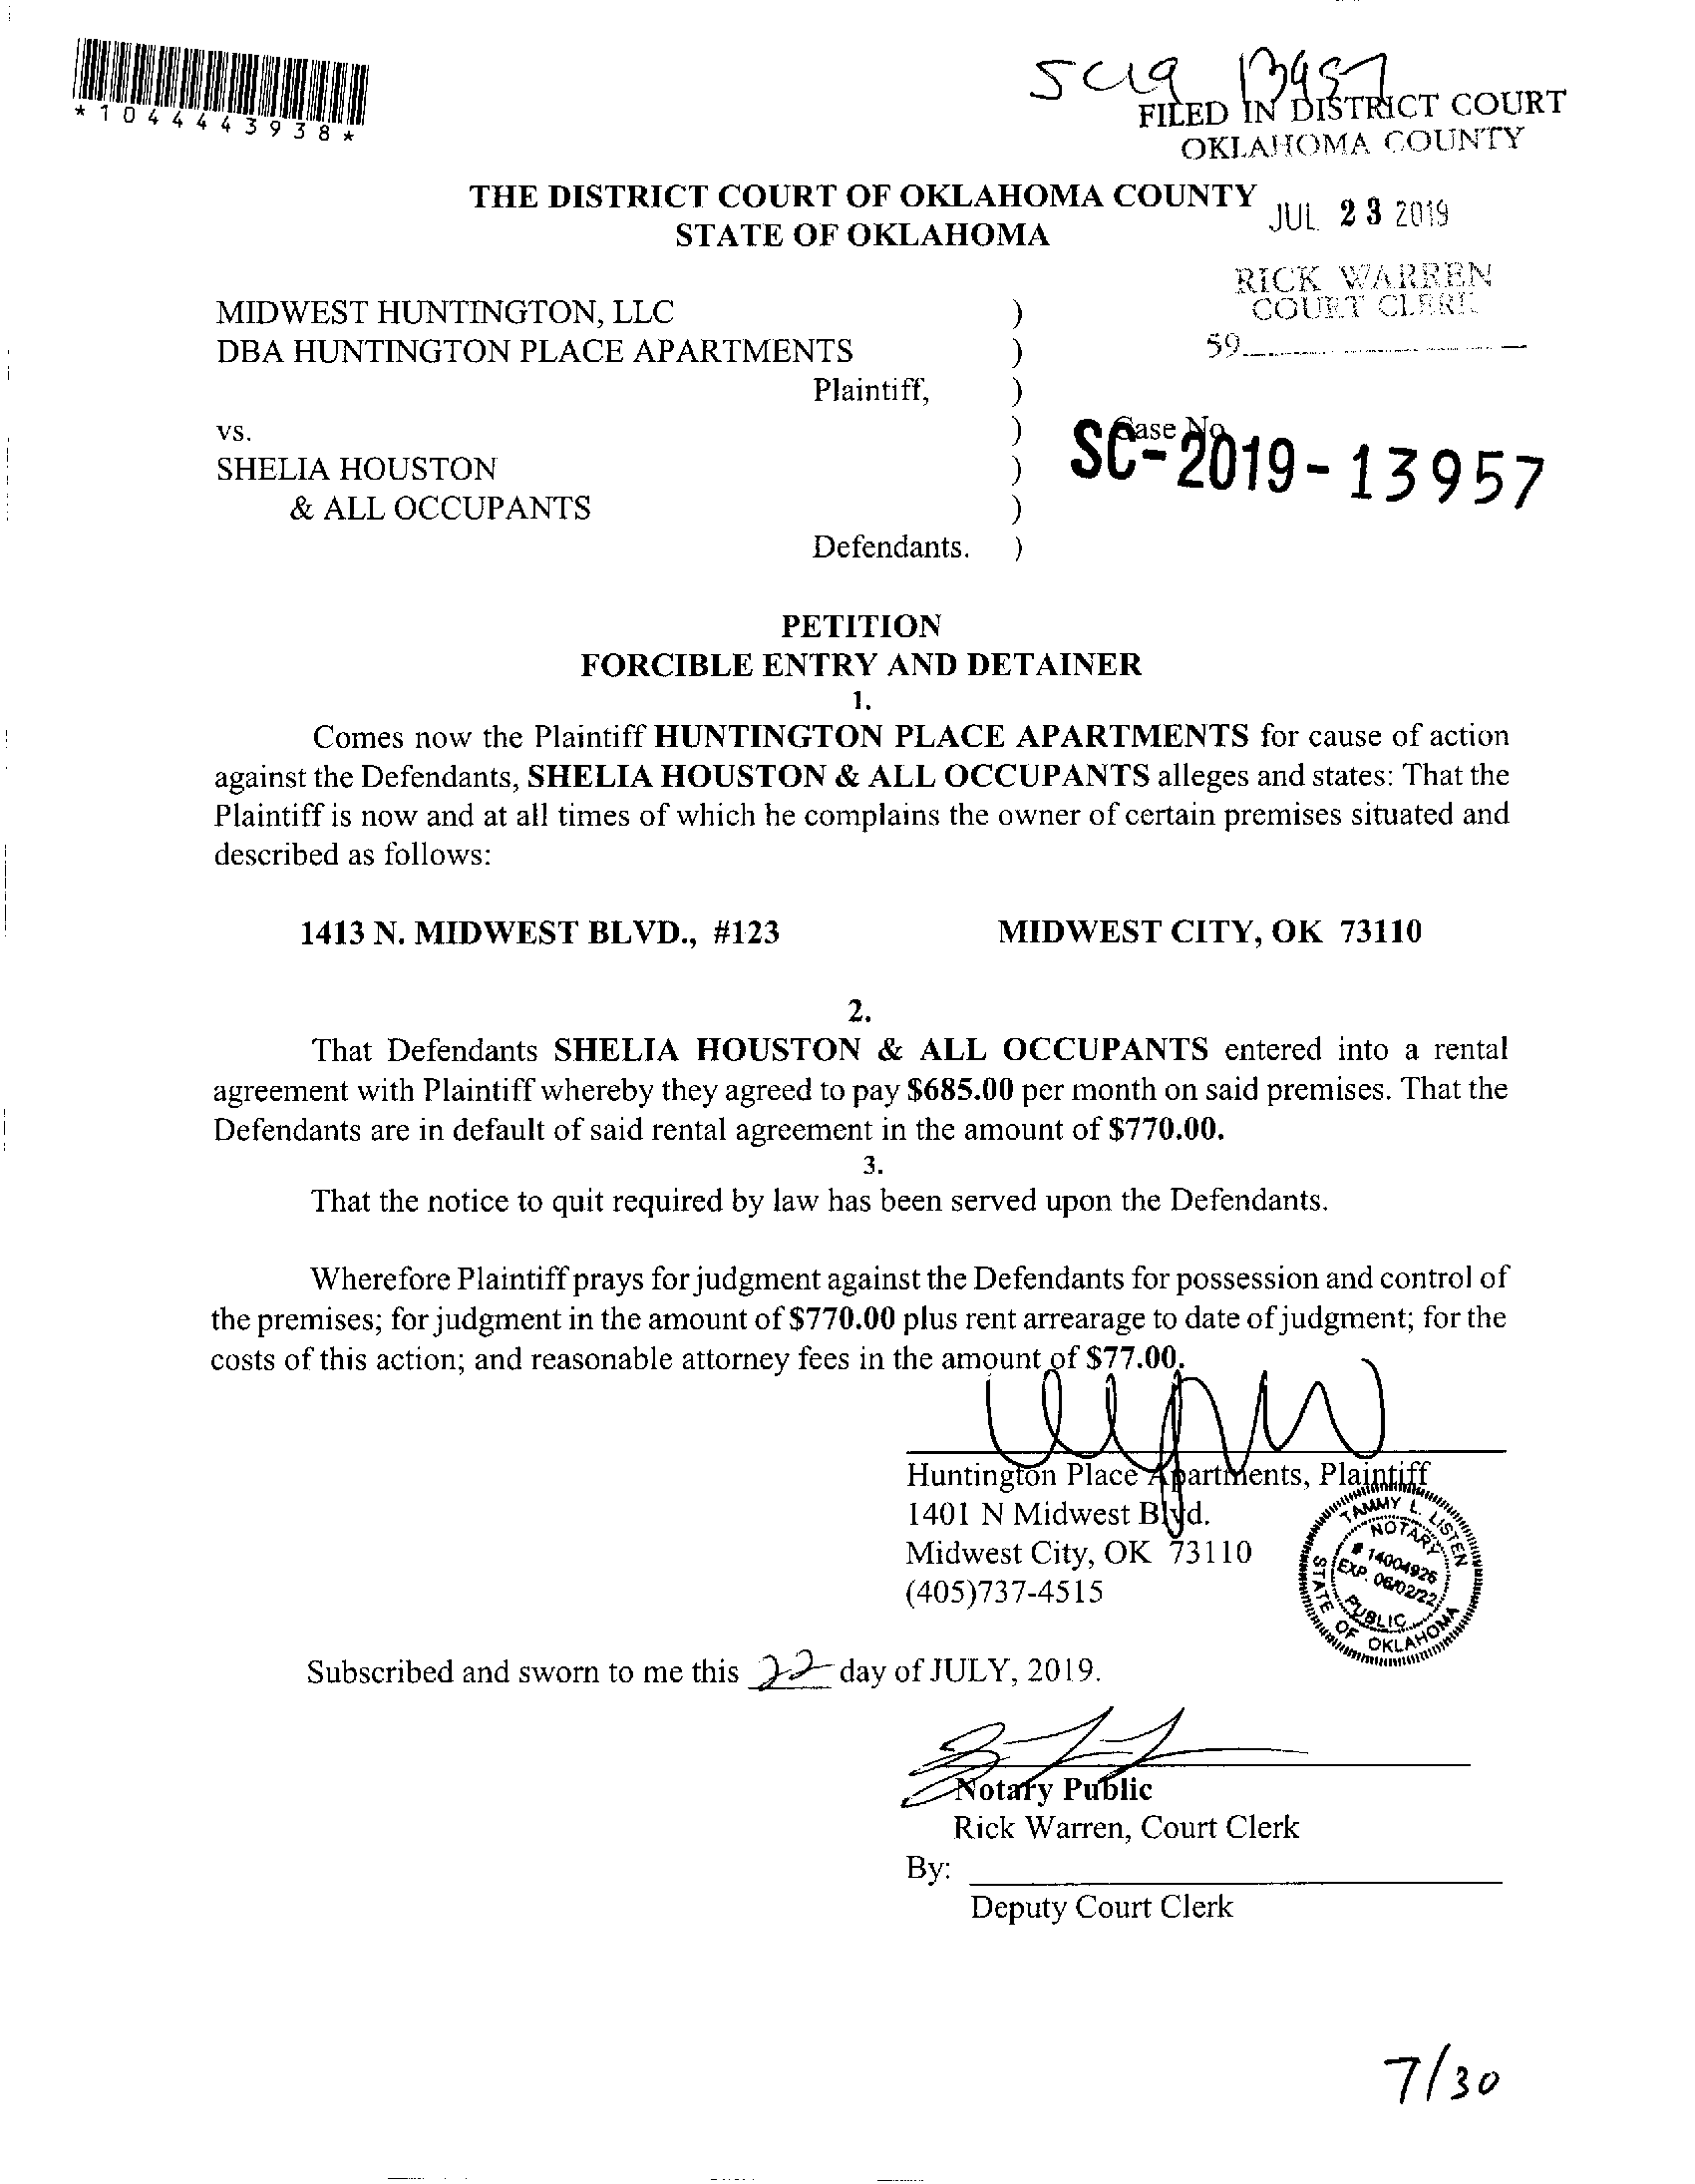 SC19 13957
*1044443938*
FILED IN DISTRICT COURT
OKLAHOMA COUNTY
THE DISTRICT COURT OF OKLAHOMA COUNTY
STATE OF OKLAHOMA
JUL 23 2019
RICK WARREN
COURT CLERK
59
MIDWEST HUNTINGTON, LLC )
DBA HUNTINGTON PLACE APARTMENTS )
Plaintiff, )
vs. ) Case No
SHELIA HOUSTON ) SC-2019-13957
& ALL OCCUPANTS )
Defendants. )
PETITION
FORCIBLE ENTRY AND DETAINER
1.
Comes now the Plaintiff HUNTINGTON PLACE APARTMENTS for cause of action
against the Defendants, SHELIA HOUSTON & ALL OCCUPANTS alleges and states: That the
Plaintiff is now and at all times of which he complains the owner of certain premises situated and
described as follows:
1413 N. MIDWEST BLVD., #123 MIDWEST CITY, OK 73110
2.
That Defendants SHELIA HOUSTON & ALL OCCUPANTS entered into a rental
agreement with Plaintiff whereby they agreed to pay $685.00 per month on said premises. That the
Defendants are in default of said rental agreement in the amount of $770.00.
3.
That the notice to quit required by law has been served upon the Defendants.
Wherefore Plaintiff prays for judgment against the Defendants for possession and control of
the premises; for judgment in the amount of $770.00 plus rent arrearage to date of judgment; for the
costs of this action; and reasonable attorney fees in the amount of $77.00.
Huntington Place Apartments, Plaintiff
1401 N Midwest Blvd.
Midwest City, OK 73110
(405)737-4515
TAMMY L. LISTEN
NOTARY
# 14004926
EXP. 06/02/22
PUBLIC
STATE OF OKLAHOMA
Subscribed and sworn to me this 22 day of JULY, 2019.
Notary Public
Rick Warren, Court Clerk
By:
Deputy Court Clerk
7/30